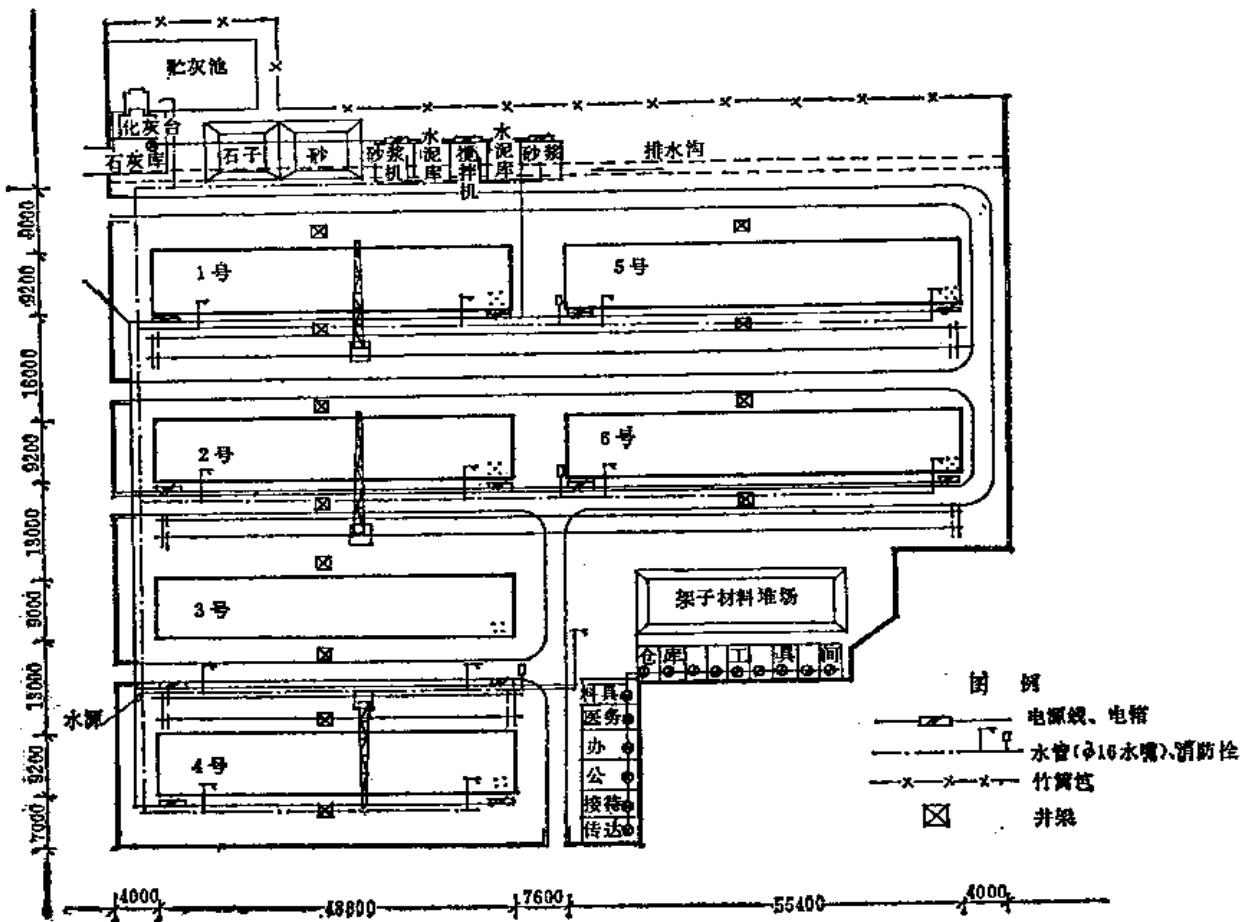 贮灰池
化灰台
石灰库
石子
砂
砂浆机
水泥库
搅拌机
水泥库
砂浆
排水沟
1号
5号
2号
6号
3号
4号
架子材料堆场
仓库 工具间
料具
医务
办
公
接待
传达
水源
图例
电源线、电箱
水管(φ16水嘴)、消防栓
竹篱笆
井架
9200
16000
9200
13000
9000
13000
9200
7000
4000
7600
55400
4000